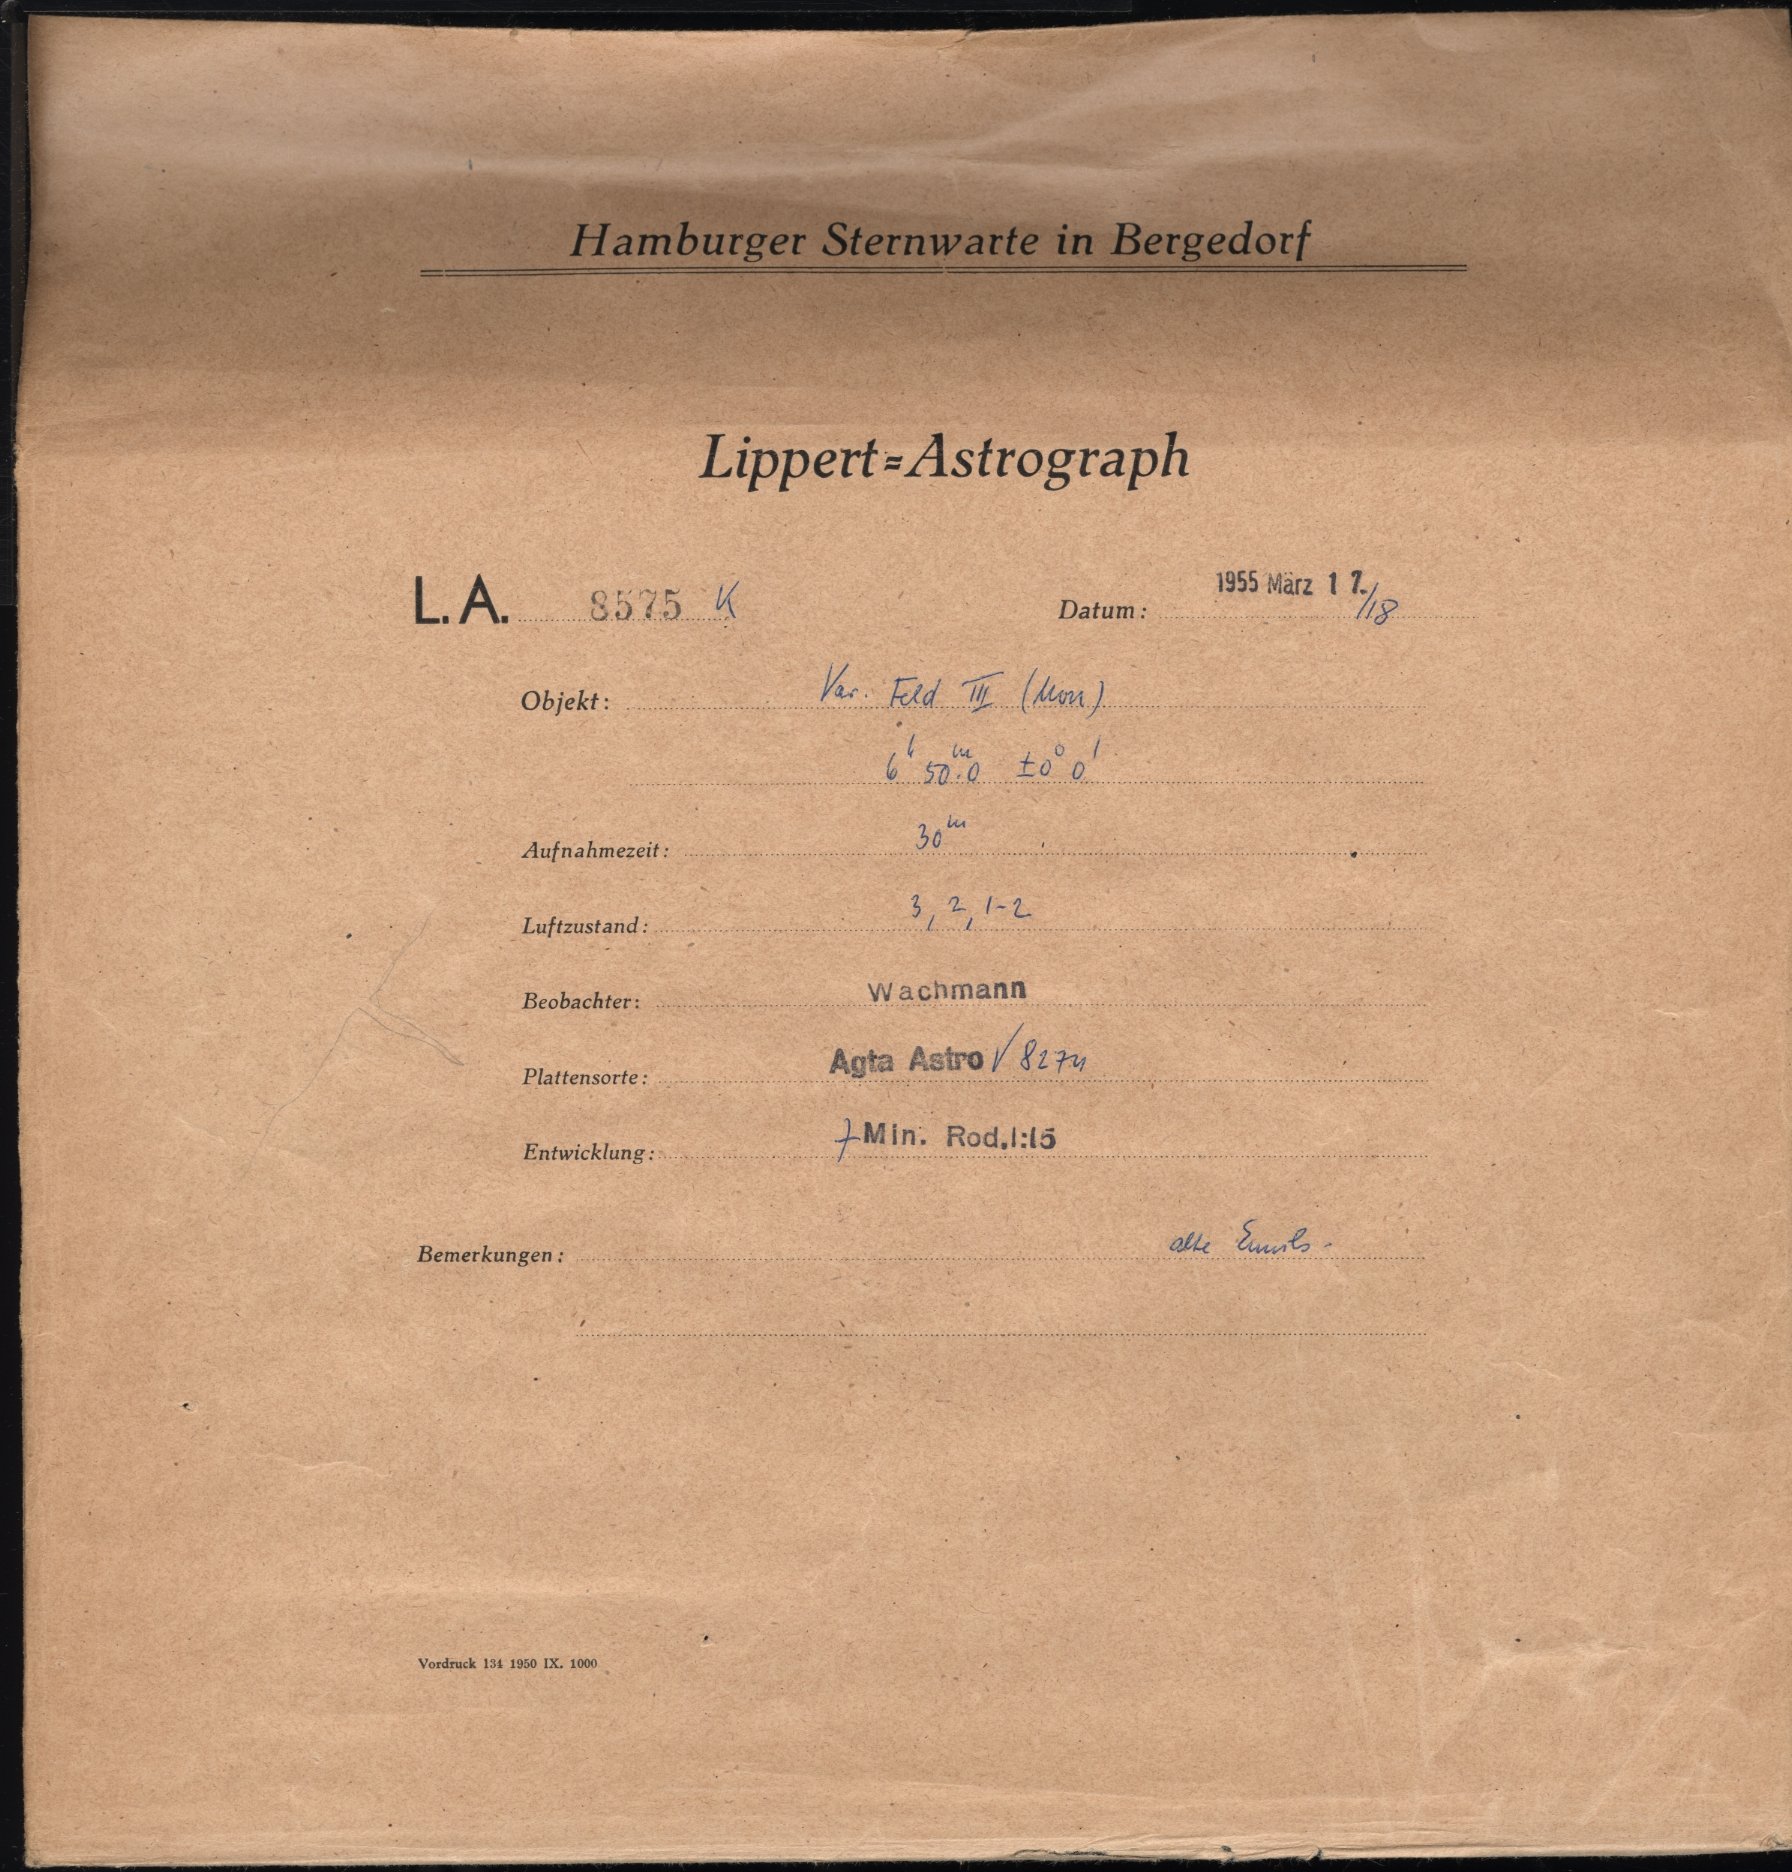 Hamburger Sternwarte in Bergedorf
Lippert=Astrograph
L. A. 8575 K
Datum: 1955 März 17./18
Objekt: Var. Feld III (Mon)
6h 50m.0 ±0° 0'
Aufnahmezeit: 30m
Luftzustand: 3, 2, 1-2
Beobachter: Wachmann
Plattensorte: Agfa Astro
Entwicklung: 7 Min. Rod. 1:15
Bemerkungen: alte Emuls-
Vordruck 134 1950 IX. 1000